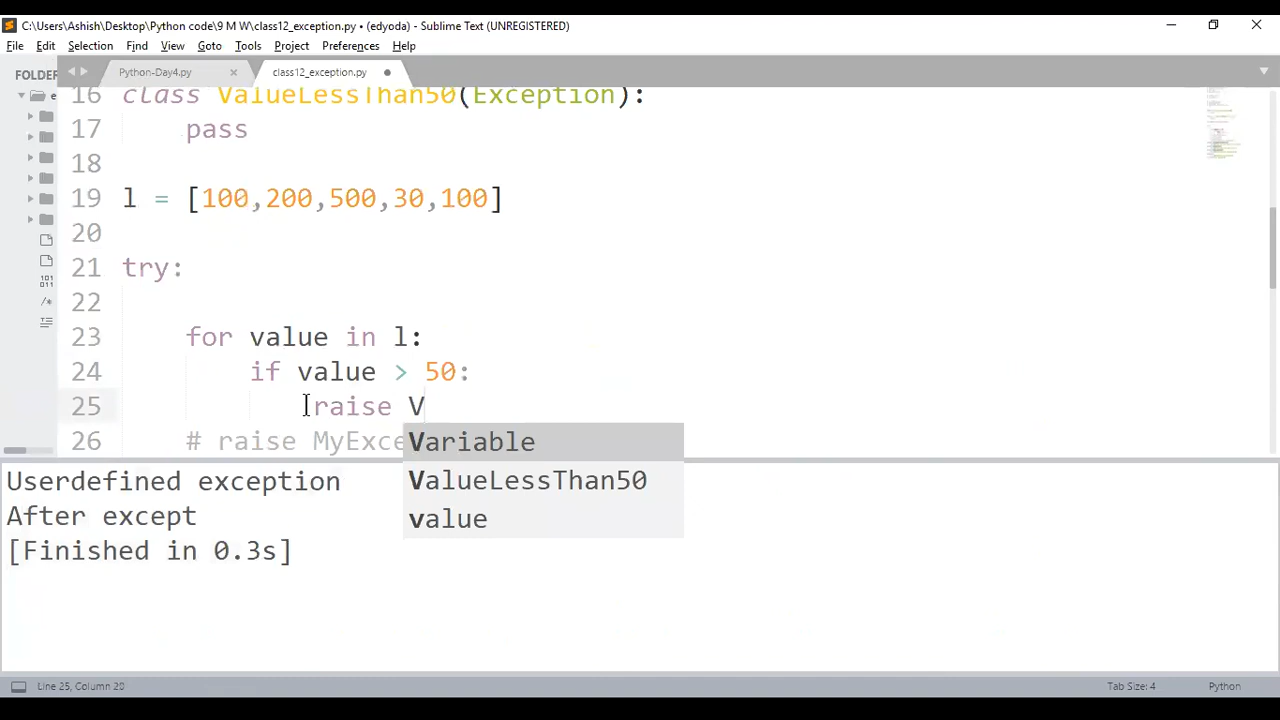 C:\Users\Ashish\Desktop\Python code\9 M W\class12_exception.py • (edyoda) - Sublime Text (UNREGISTERED)
File Edit Selection Find View Goto Tools Project Preferences Help
FOLDER Python-Day4.py × class12_exception.py
e
16 class ValueLessThan50(Exception):
17 pass
18
19 l = [100,200,500,30,100]
20
21 try:
22
23 for value in l:
24 if value > 50:
25 raise V
26 # raise MyExce
Variable
ValueLessThan50
value
Userdefined exception
After except
[Finished in 0.3s]
Line 25, Column 20 Tab Size: 4 Python